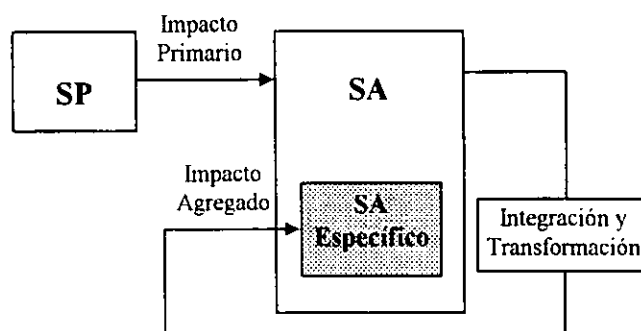 Impacto
Primario
SP
SA
Impacto
Agregado
SA
Específico
Integración y
Transformación